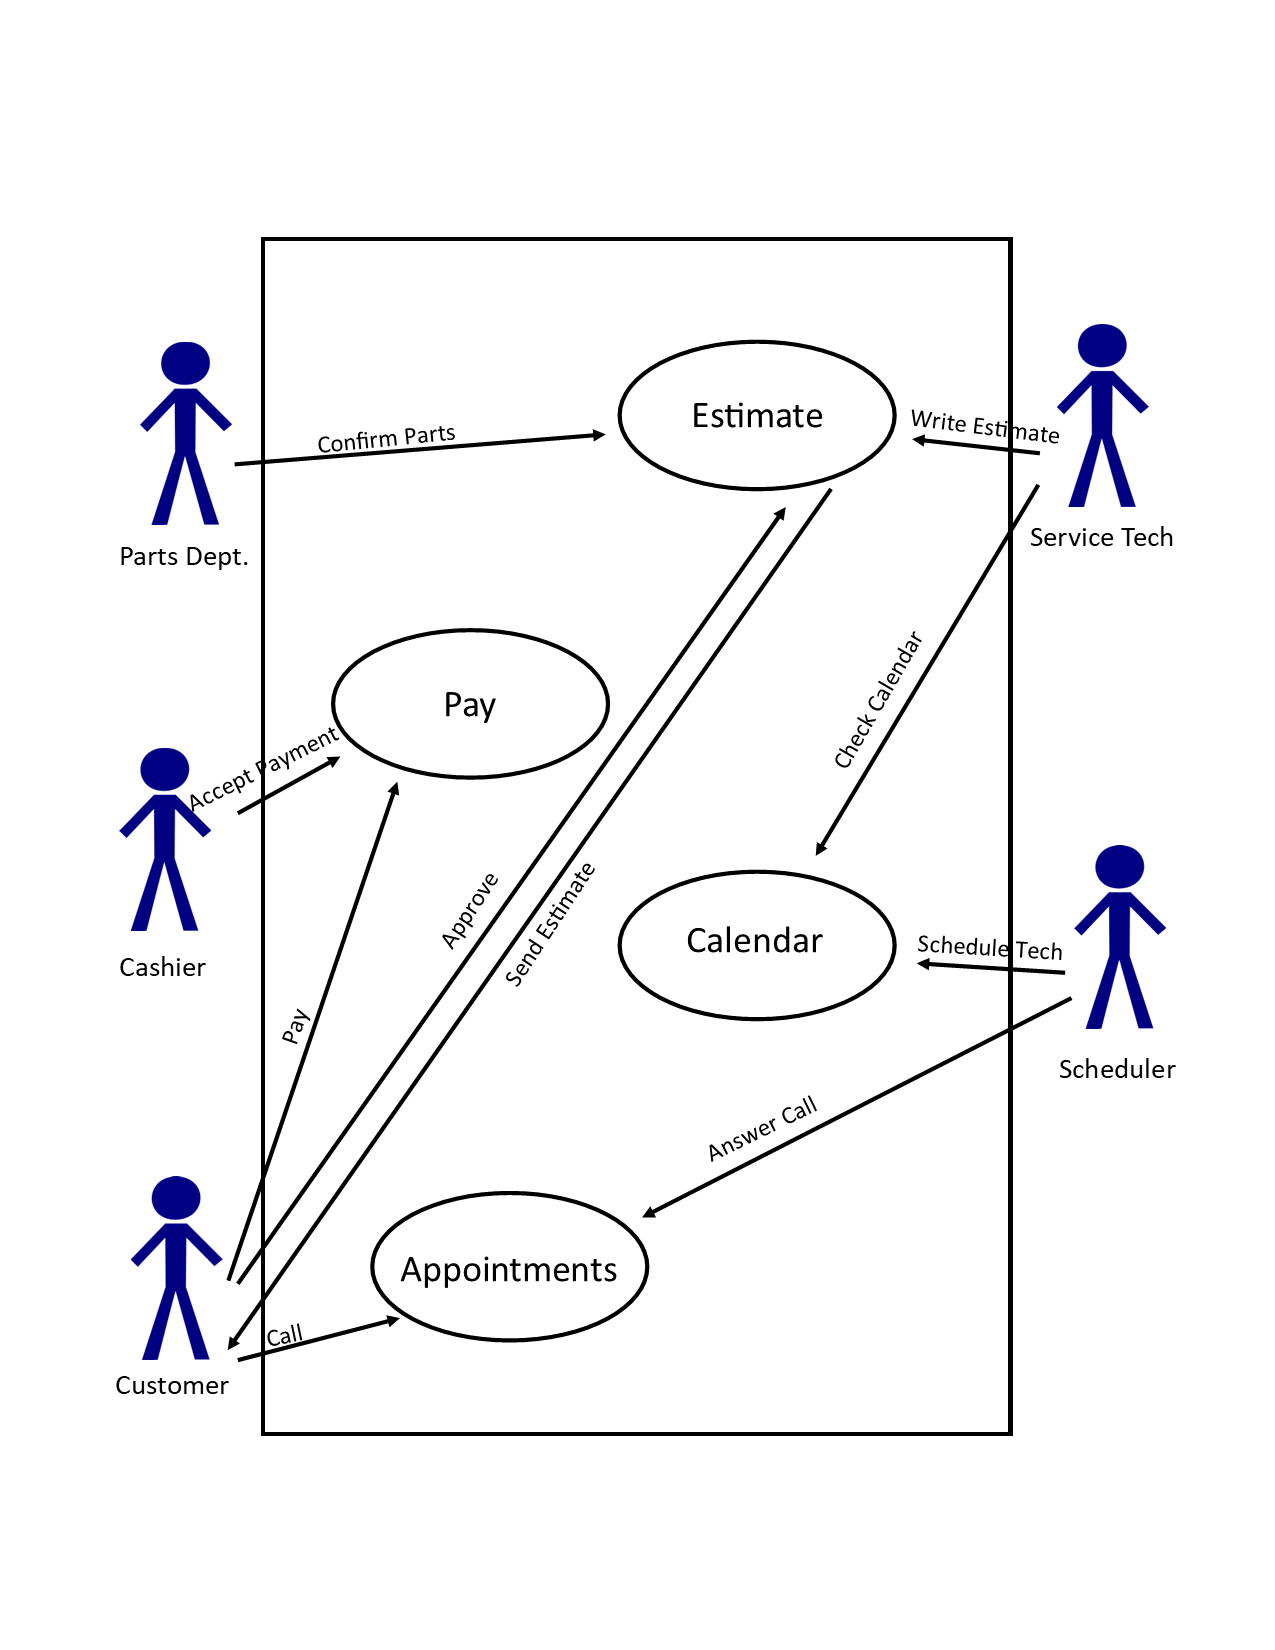 Estimate
Write Estimate
Confirm Parts
Service Tech
Parts Dept.
Check Calendar
Pay
Accept Payment
Approve
Send Estimate
Calendar
Schedule Tech
Cashier
Pay
Scheduler
Answer Call
Appointments
Call
Customer